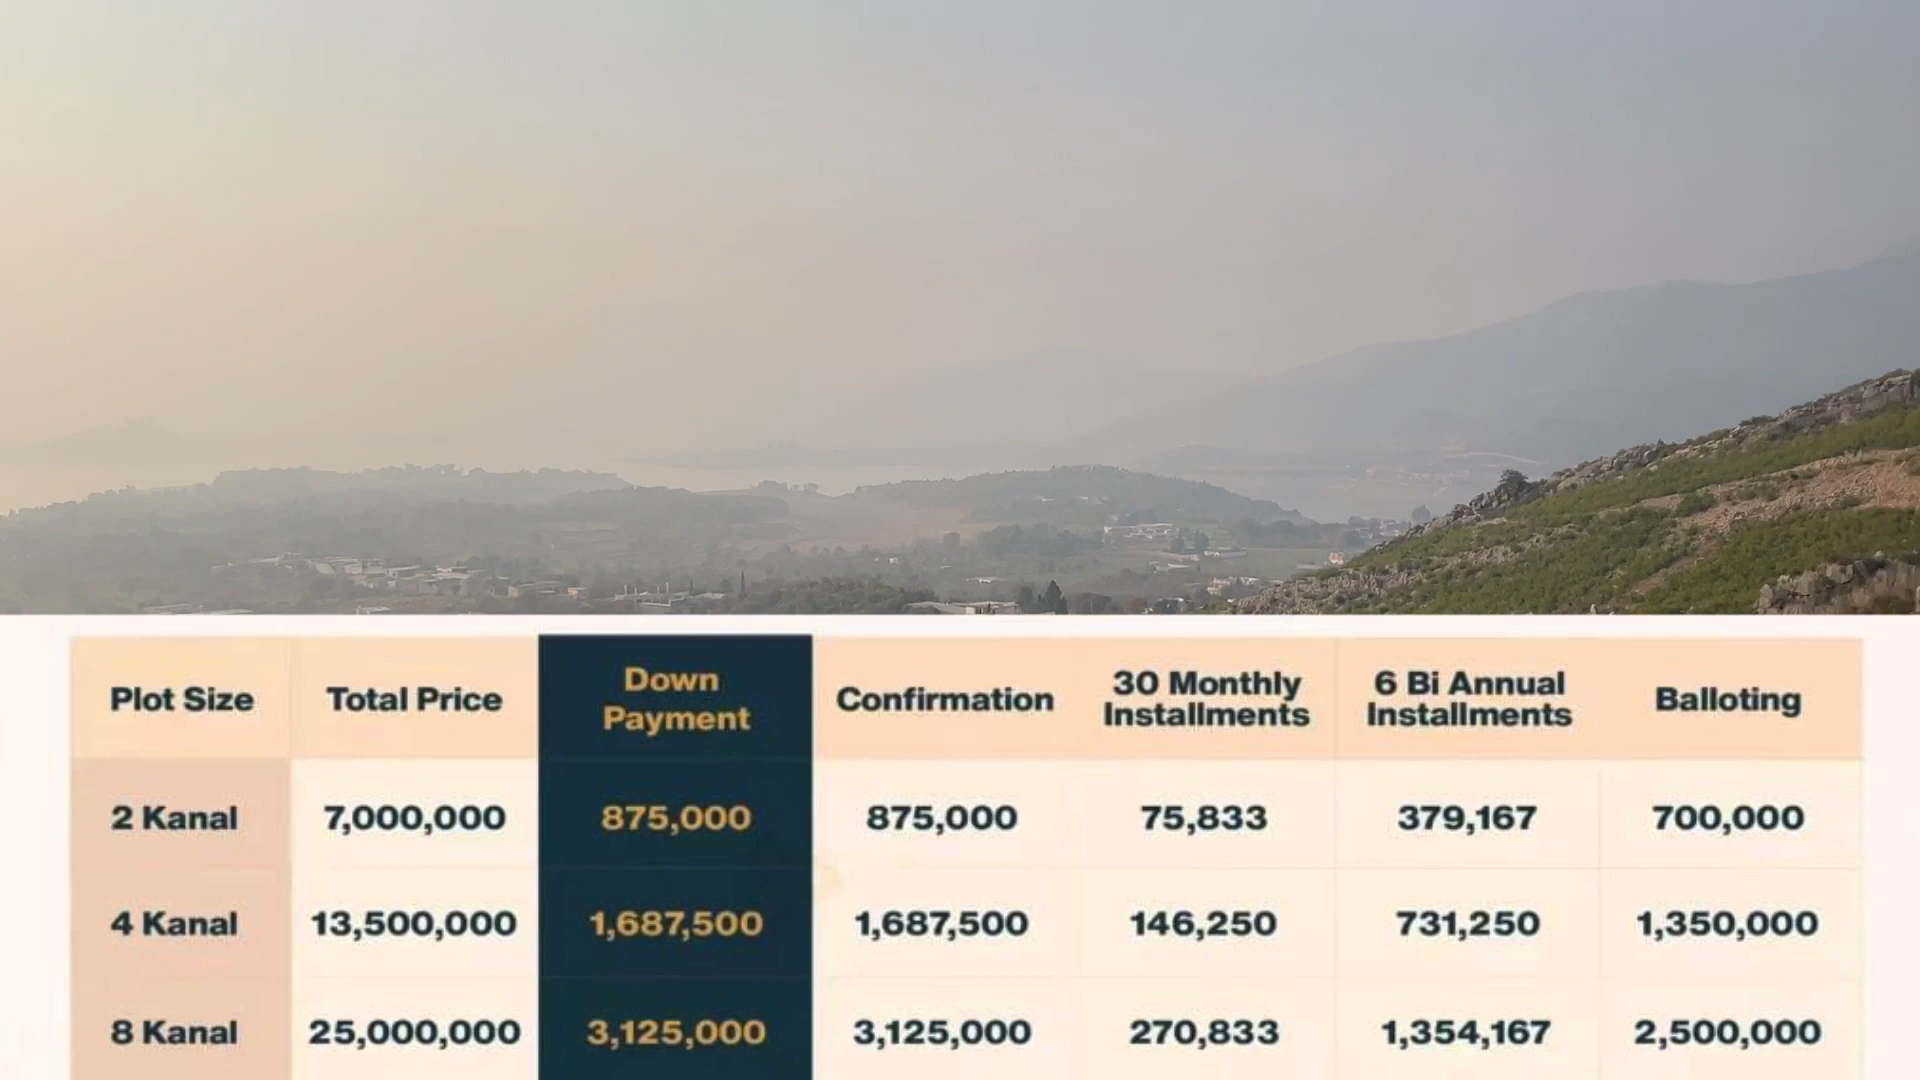 Plot Size Total Price Down Payment Confirmation 30 Monthly Installments 6 Bi Annual Installments Balloting
2 Kanal 7,000,000 875,000 875,000 75,833 379,167 700,000
4 Kanal 13,500,000 1,687,500 1,687,500 146,250 731,250 1,350,000
8 Kanal 25,000,000 3,125,000 3,125,000 270,833 1,354,167 2,500,000